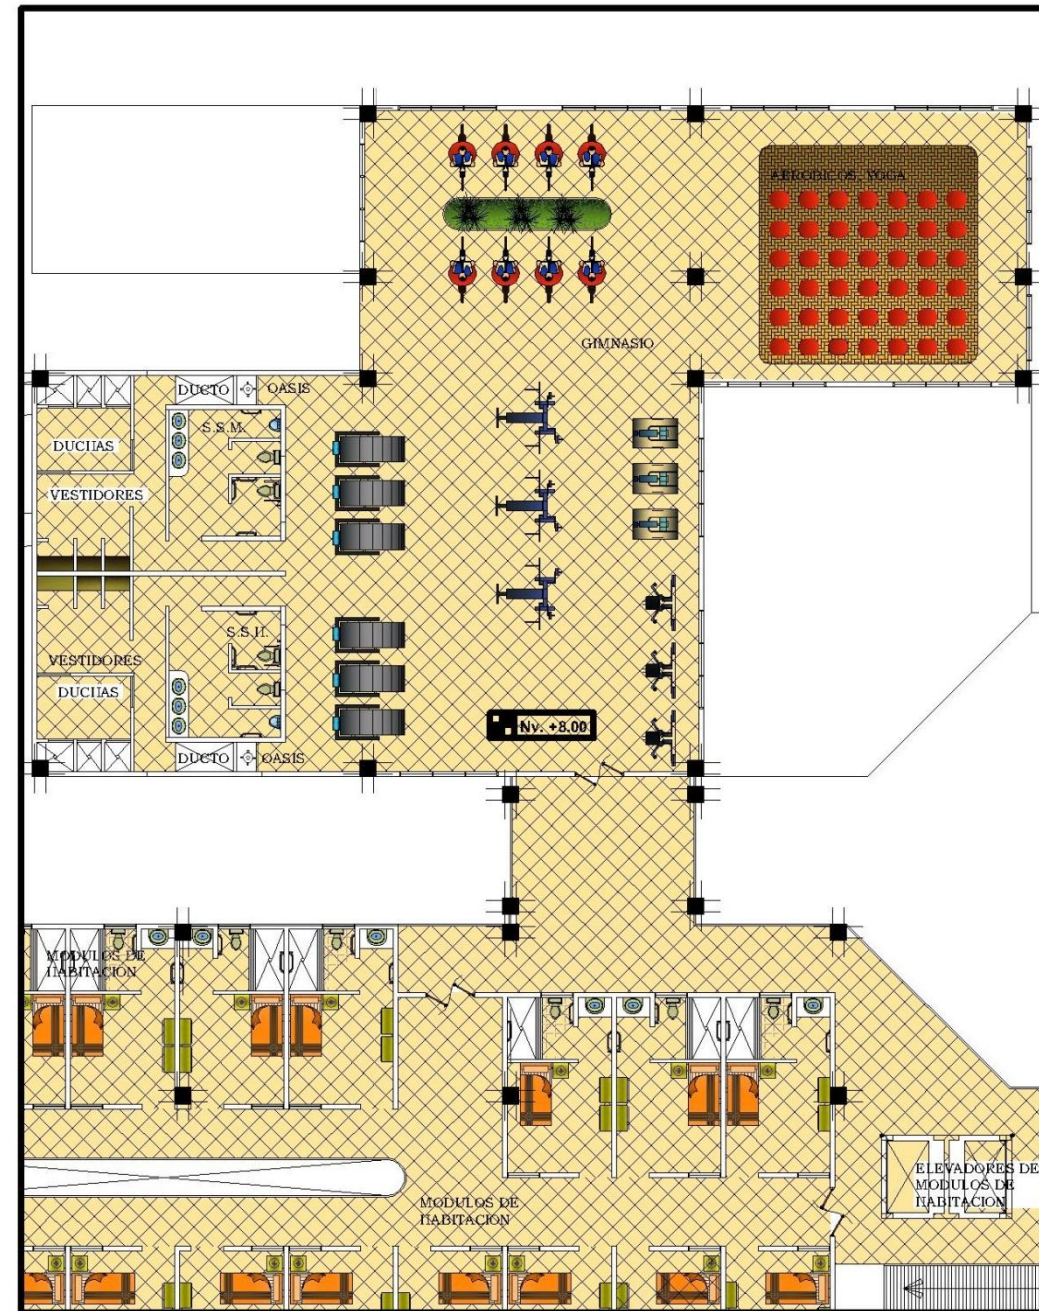 AEROBICOS, YOGA
GIMNASIO
DUCTO
OASIS
S.S.M.
DUCHAS
VESTIDORES
S.S.H.
VESTIDORES
DUCHAS
Nv. +8.00
DUCTO
OASIS
MODULOS DE
HABITACION
ELEVADORES DE
MODULOS DE
HABITACION
MODULOS DE
HABITACION